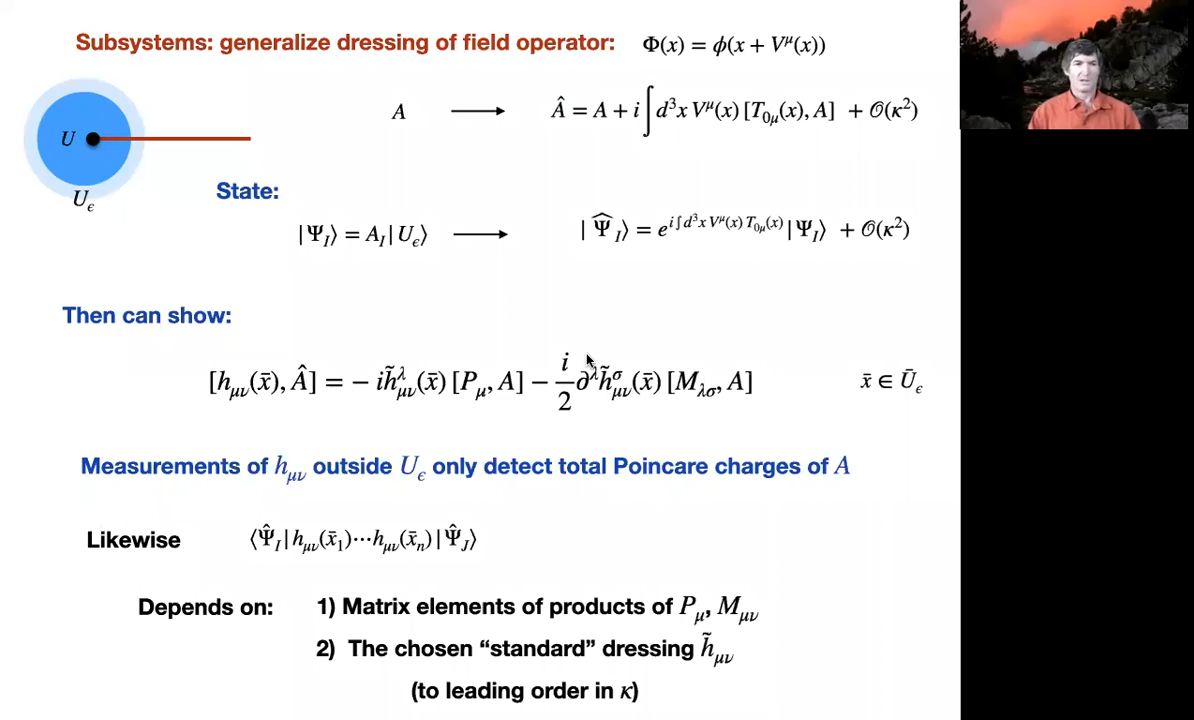 Subsystems: generalize dressing of field operator: Φ(x) = ϕ(x + V^μ(x))
A ⟶ Â = A + i ∫ d³x V^μ(x) [T_{0μ}(x), A] + 𝒪(κ²)
U
U_ϵ
State:
|Ψ_I⟩ = A_I|U_ϵ⟩ ⟶ |Ψ̂_I⟩ = e^{i∫d³x V^μ(x) T_{0μ}(x)}|Ψ_I⟩ + 𝒪(κ²)
Then can show:
[h_{μν}(x̄), Â] = − i h̃^λ_{μν}(x̄) [P_μ, A] − i/2 ∂^λ h̃^σ_{μν}(x̄) [M_{λσ}, A] x̄ ∈ Ū_ϵ
Measurements of h_{μν} outside U_ϵ only detect total Poincare charges of A
Likewise ⟨Ψ̂_I|h_{μν}(x̄₁)⋯h_{μν}(x̄_n)|Ψ̂_J⟩
Depends on: 1) Matrix elements of products of P_μ, M_{μν}
2) The chosen “standard” dressing h̃_{μν}
(to leading order in κ)